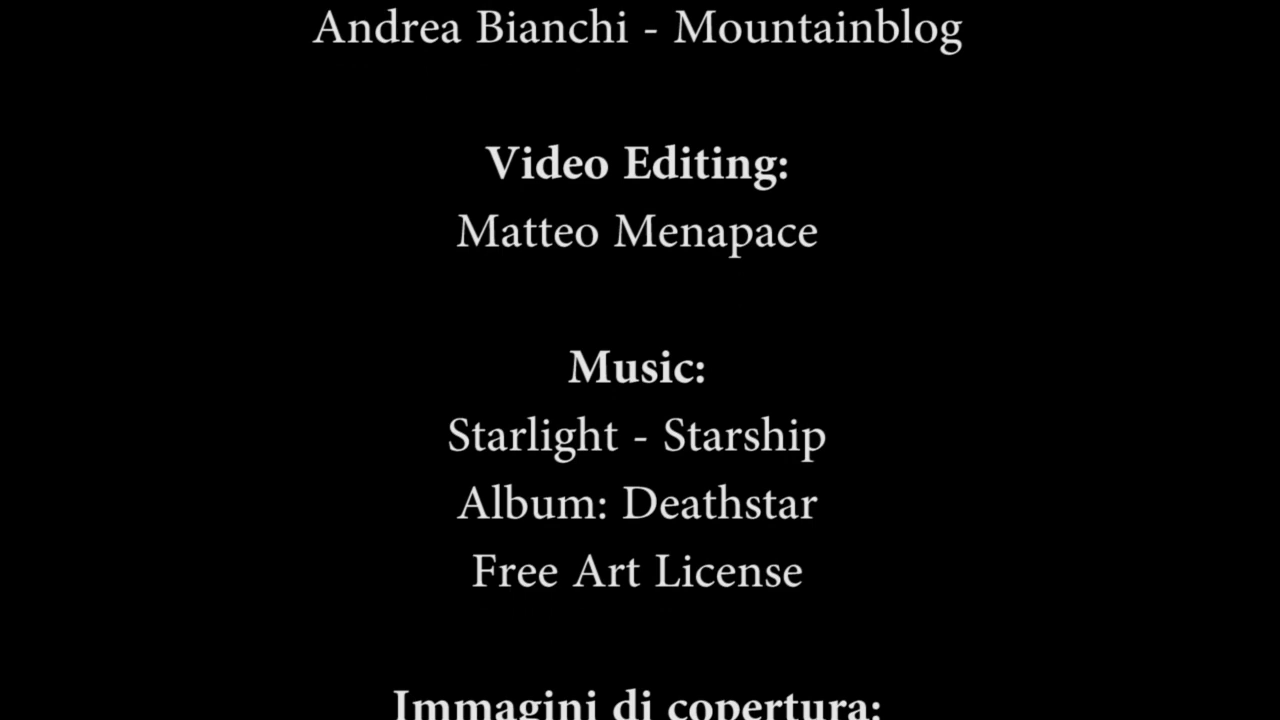 Andrea Bianchi - Mountainblog
Video Editing:
Matteo Menapace
Music:
Starlight - Starship
Album: Deathstar
Free Art License
Immagini di copertura: